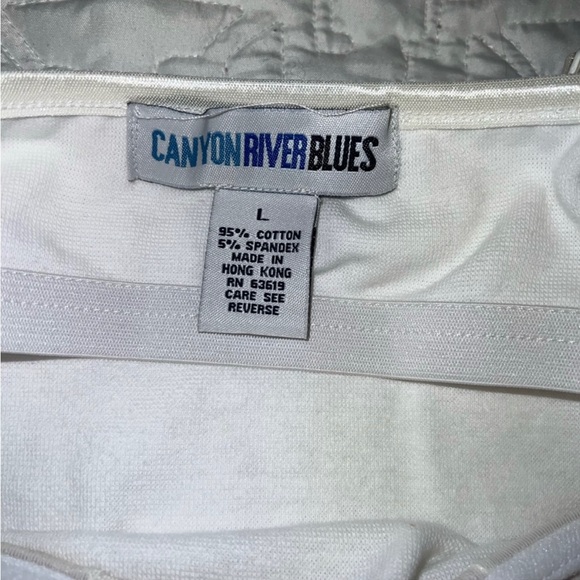 CANYONRIVERBLUES
L
95% COTTON
5% SPANDEX
MADE IN
HONG KONG
RN 63619
CARE SEE
REVERSE